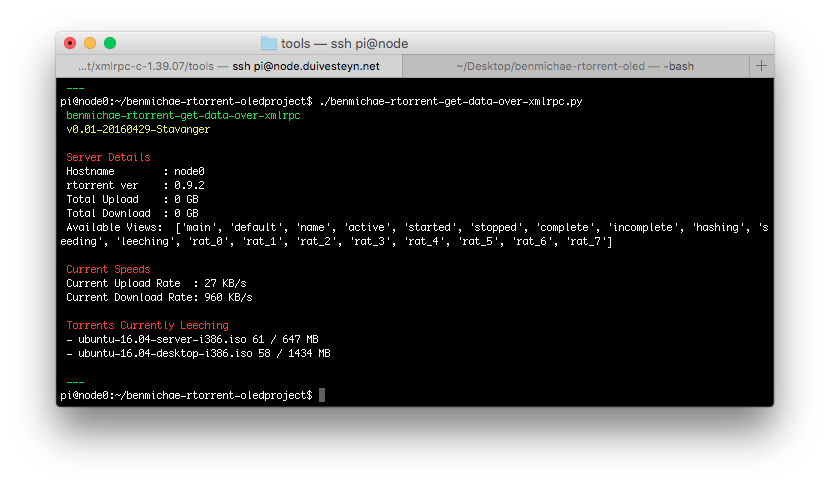 tools — ssh pi@node
...t/xmlrpc-c-1.39.07/tools — ssh pi@node.duivesteyn.net
~/Desktop/benmichae-rtorrent-oled — -bash
+
---
pi@node0:~/benmichae-rtorrent-oledproject$ ./benmichae-rtorrent-get-data-over-xmlrpc.py
benmichae-rtorrent-get-data-over-xmlrpc
v0.01-20160429-Stavanger
Server Details
Hostname : node0
rtorrent ver : 0.9.2
Total Upload : 0 GB
Total Download : 0 GB
Available Views: ['main', 'default', 'name', 'active', 'started', 'stopped', 'complete', 'incomplete', 'hashing', 's
eeding', 'leeching', 'rat_0', 'rat_1', 'rat_2', 'rat_3', 'rat_4', 'rat_5', 'rat_6', 'rat_7']
Current Speeds
Current Upload Rate : 27 KB/s
Current Download Rate: 960 KB/s
Torrents Currently Leeching
- ubuntu-16.04-server-i386.iso 61 / 647 MB
- ubuntu-16.04-desktop-i386.iso 58 / 1434 MB
---
pi@node0:~/benmichae-rtorrent-oledproject$